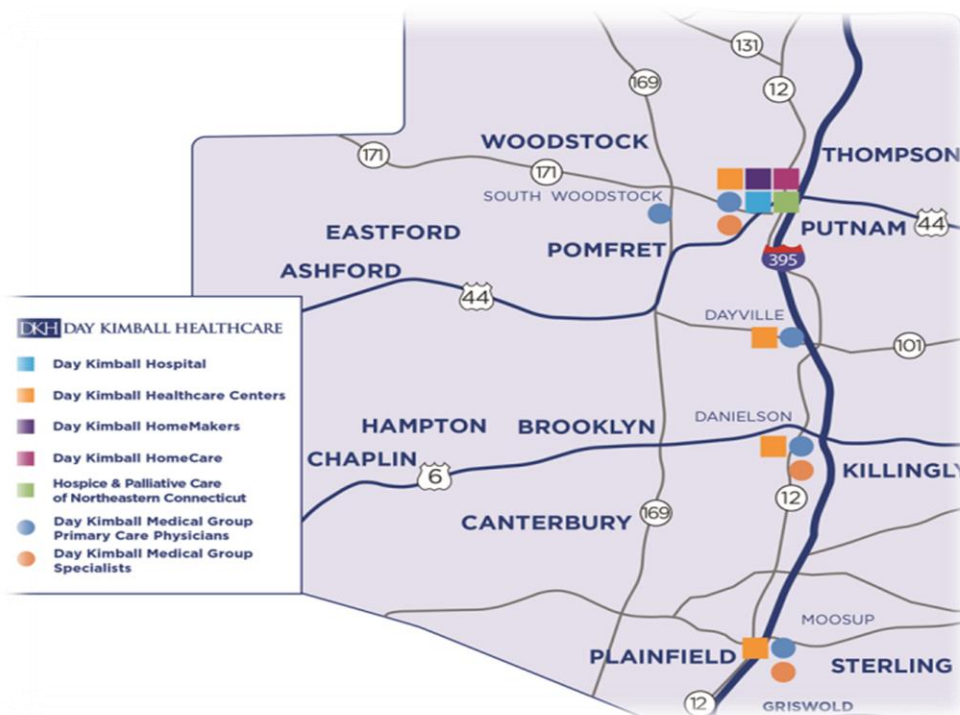 131
169
12
WOODSTOCK
THOMPSON
171
171
SOUTH WOODSTOCK
EASTFORD
POMFRET
PUTNAM
44
ASHFORD
395
44
DKH DAY KIMBALL HEALTHCARE
DAYVILLE
101
Day Kimball Hospital
Day Kimball Healthcare Centers
Day Kimball HomeMakers
Day Kimball HomeCare
Hospice & Palliative Care
of Northeastern Connecticut
Day Kimball Medical Group
Primary Care Physicians
Day Kimball Medical Group
Specialists
DANIELSON
HAMPTON
BROOKLYN
CHAPLIN
6
KILLINGLY
12
169
CANTERBURY
MOOSUP
PLAINFIELD
STERLING
12
GRISWOLD